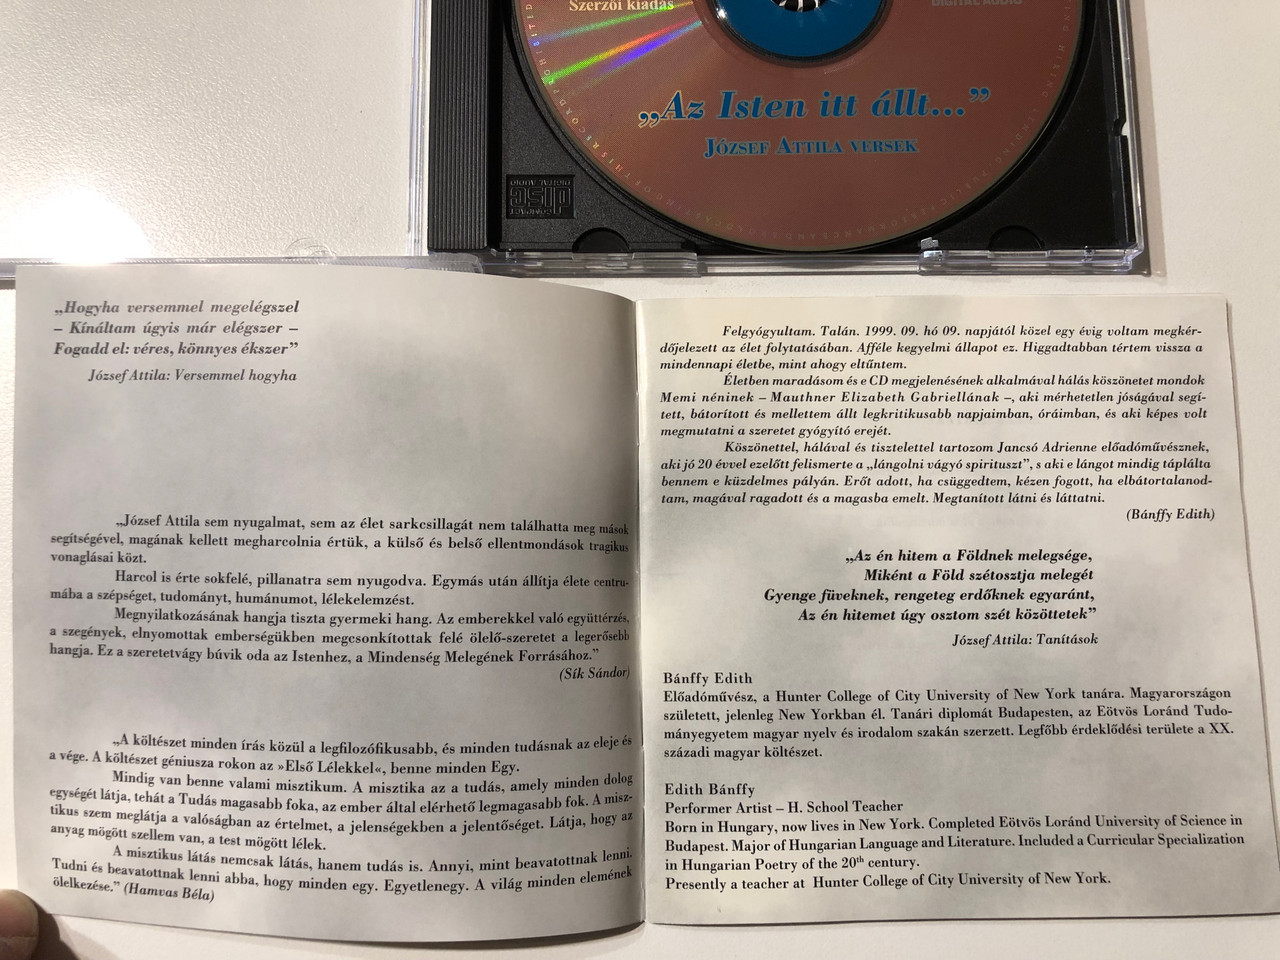 Szerzői kiadás
DIGITAL AUDIO
„Az Isten itt állt...”
JÓZSEF ATTILA VERSEK
COMPACT
disc
DIGITAL AUDIO
„Hogyha versemmel megelégszel
– Kínáltam úgyis már elégszer –
Fogadd el: véres, könnyes ékszer”
József Attila: Versemmel hogyha
„József Attila sem nyugalmat, sem az élet sarkcsillagát nem találhatta meg mások
segítségével, magának kellett megharcolnia értük, a külső és belső ellentmondások tragikus
vonaglásai közt.
Harcol is érte sokfelé, pillanatra sem nyugodva. Egymás után állítja élete centru-
mába a szépséget, tudományt, humánumot, lélekelemzést.
Megnyilatkozásának hangja tiszta gyermeki hang. Az emberekkel való együttérzés,
a szegények, elnyomottak emberségükben megcsonkítottak felé ölelő-szeretet a legerősebb
hangja. Ez a szeretetvágy búvik oda az Istenhez, a Mindenség Melegének Forrásához.”
(Sík Sándor)
„A költészet minden írás közül a legfilozófikusabb, és minden tudásnak az eleje és
a vége. A költészet géniusza rokon az »Első Lélekkel«, benne minden Egy.
Mindig van benne valami misztikum. A misztika az a tudás, amely minden dolog
egységét látja, tehát a Tudás magasabb foka, az ember által elérhető legmagasabb fok. A misz-
tikus szem meglátja a valóságban az értelmet, a jelenségekben a jelentőséget. Látja, hogy az
anyag mögött szellem van, a test mögött lélek.
A misztikus látás nemcsak látás, hanem tudás is. Annyi, mint beavatottnak lenni.
Tudni és beavatottnak lenni abba, hogy minden egy. Egyetlenegy. A világ minden elemének
ölelkezése.” (Hamvas Béla)
Felgyógyultam. Talán. 1999. 09. hó 09. napjától közel egy évig voltam megkér-
dőjelezett az élet folytatásában. Afféle kegyelmi állapot ez. Higgadtabban tértem vissza a
mindennapi életbe, mint ahogy eltűntem.
Életben maradásom és e CD megjelenésének alkalmával hálás köszönetet mondok
Memi néninek – Mauthner Elizabeth Gabriellának –, aki mérhetetlen jóságával segí-
tett, bátorított és mellettem állt legkritikusabb napjaimban, óráimban, és aki képes volt
megmutatni a szeretet gyógyító erejét.
Köszönettel, hálával és tisztelettel tartozom Jancsó Adrienne előadóművésznek,
aki jó 20 évvel ezelőtt felismerte a „lángolni vágyó spirituszt”, s aki e lángot mindig táplálta
bennem e küzdelmes pályán. Erőt adott, ha csüggedtem, kézen fogott, ha elbátortalanod-
tam, magával ragadott és a magasba emelt. Megtanított látni és láttatni.
(Bánffy Edith)
„Az én hitem a Földnek melegsége,
Miként a Föld szétosztja melegét
Gyenge füveknek, rengeteg erdőknek egyaránt,
Az én hitemet úgy osztom szét közöttetek”
József Attila: Tanítások
Bánffy Edith
Előadóművész, a Hunter College of City University of New York tanára. Magyarországon
született, jelenleg New Yorkban él. Tanári diplomát Budapesten, az Eötvös Loránd Tudo-
mányegyetem magyar nyelv és irodalom szakán szerzett. Legfőbb érdeklődési területe a XX.
századi magyar költészet.
Edith Bánffy
Performer Artist – H. School Teacher
Born in Hungary, now lives in New York. Completed Eötvös Loránd University of Science in
Budapest. Major of Hungarian Language and Literature. Included a Curricular Specialization
in Hungarian Poetry of the 20th century.
Presently a teacher at Hunter College of City University of New York.